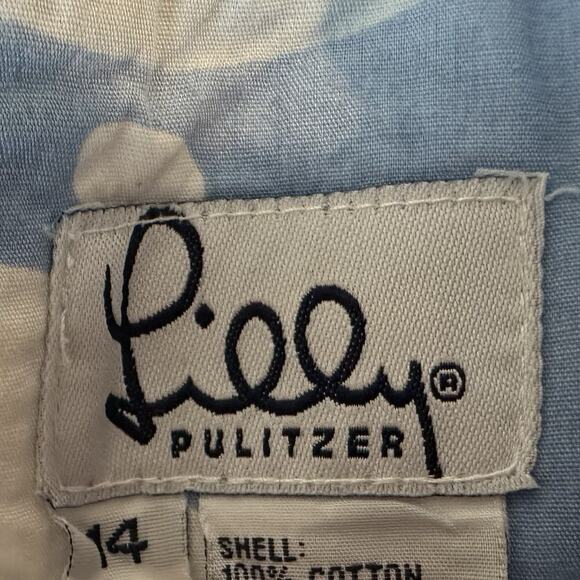 Lilly®
PULITZER
14
SHELL:
100% COTTON